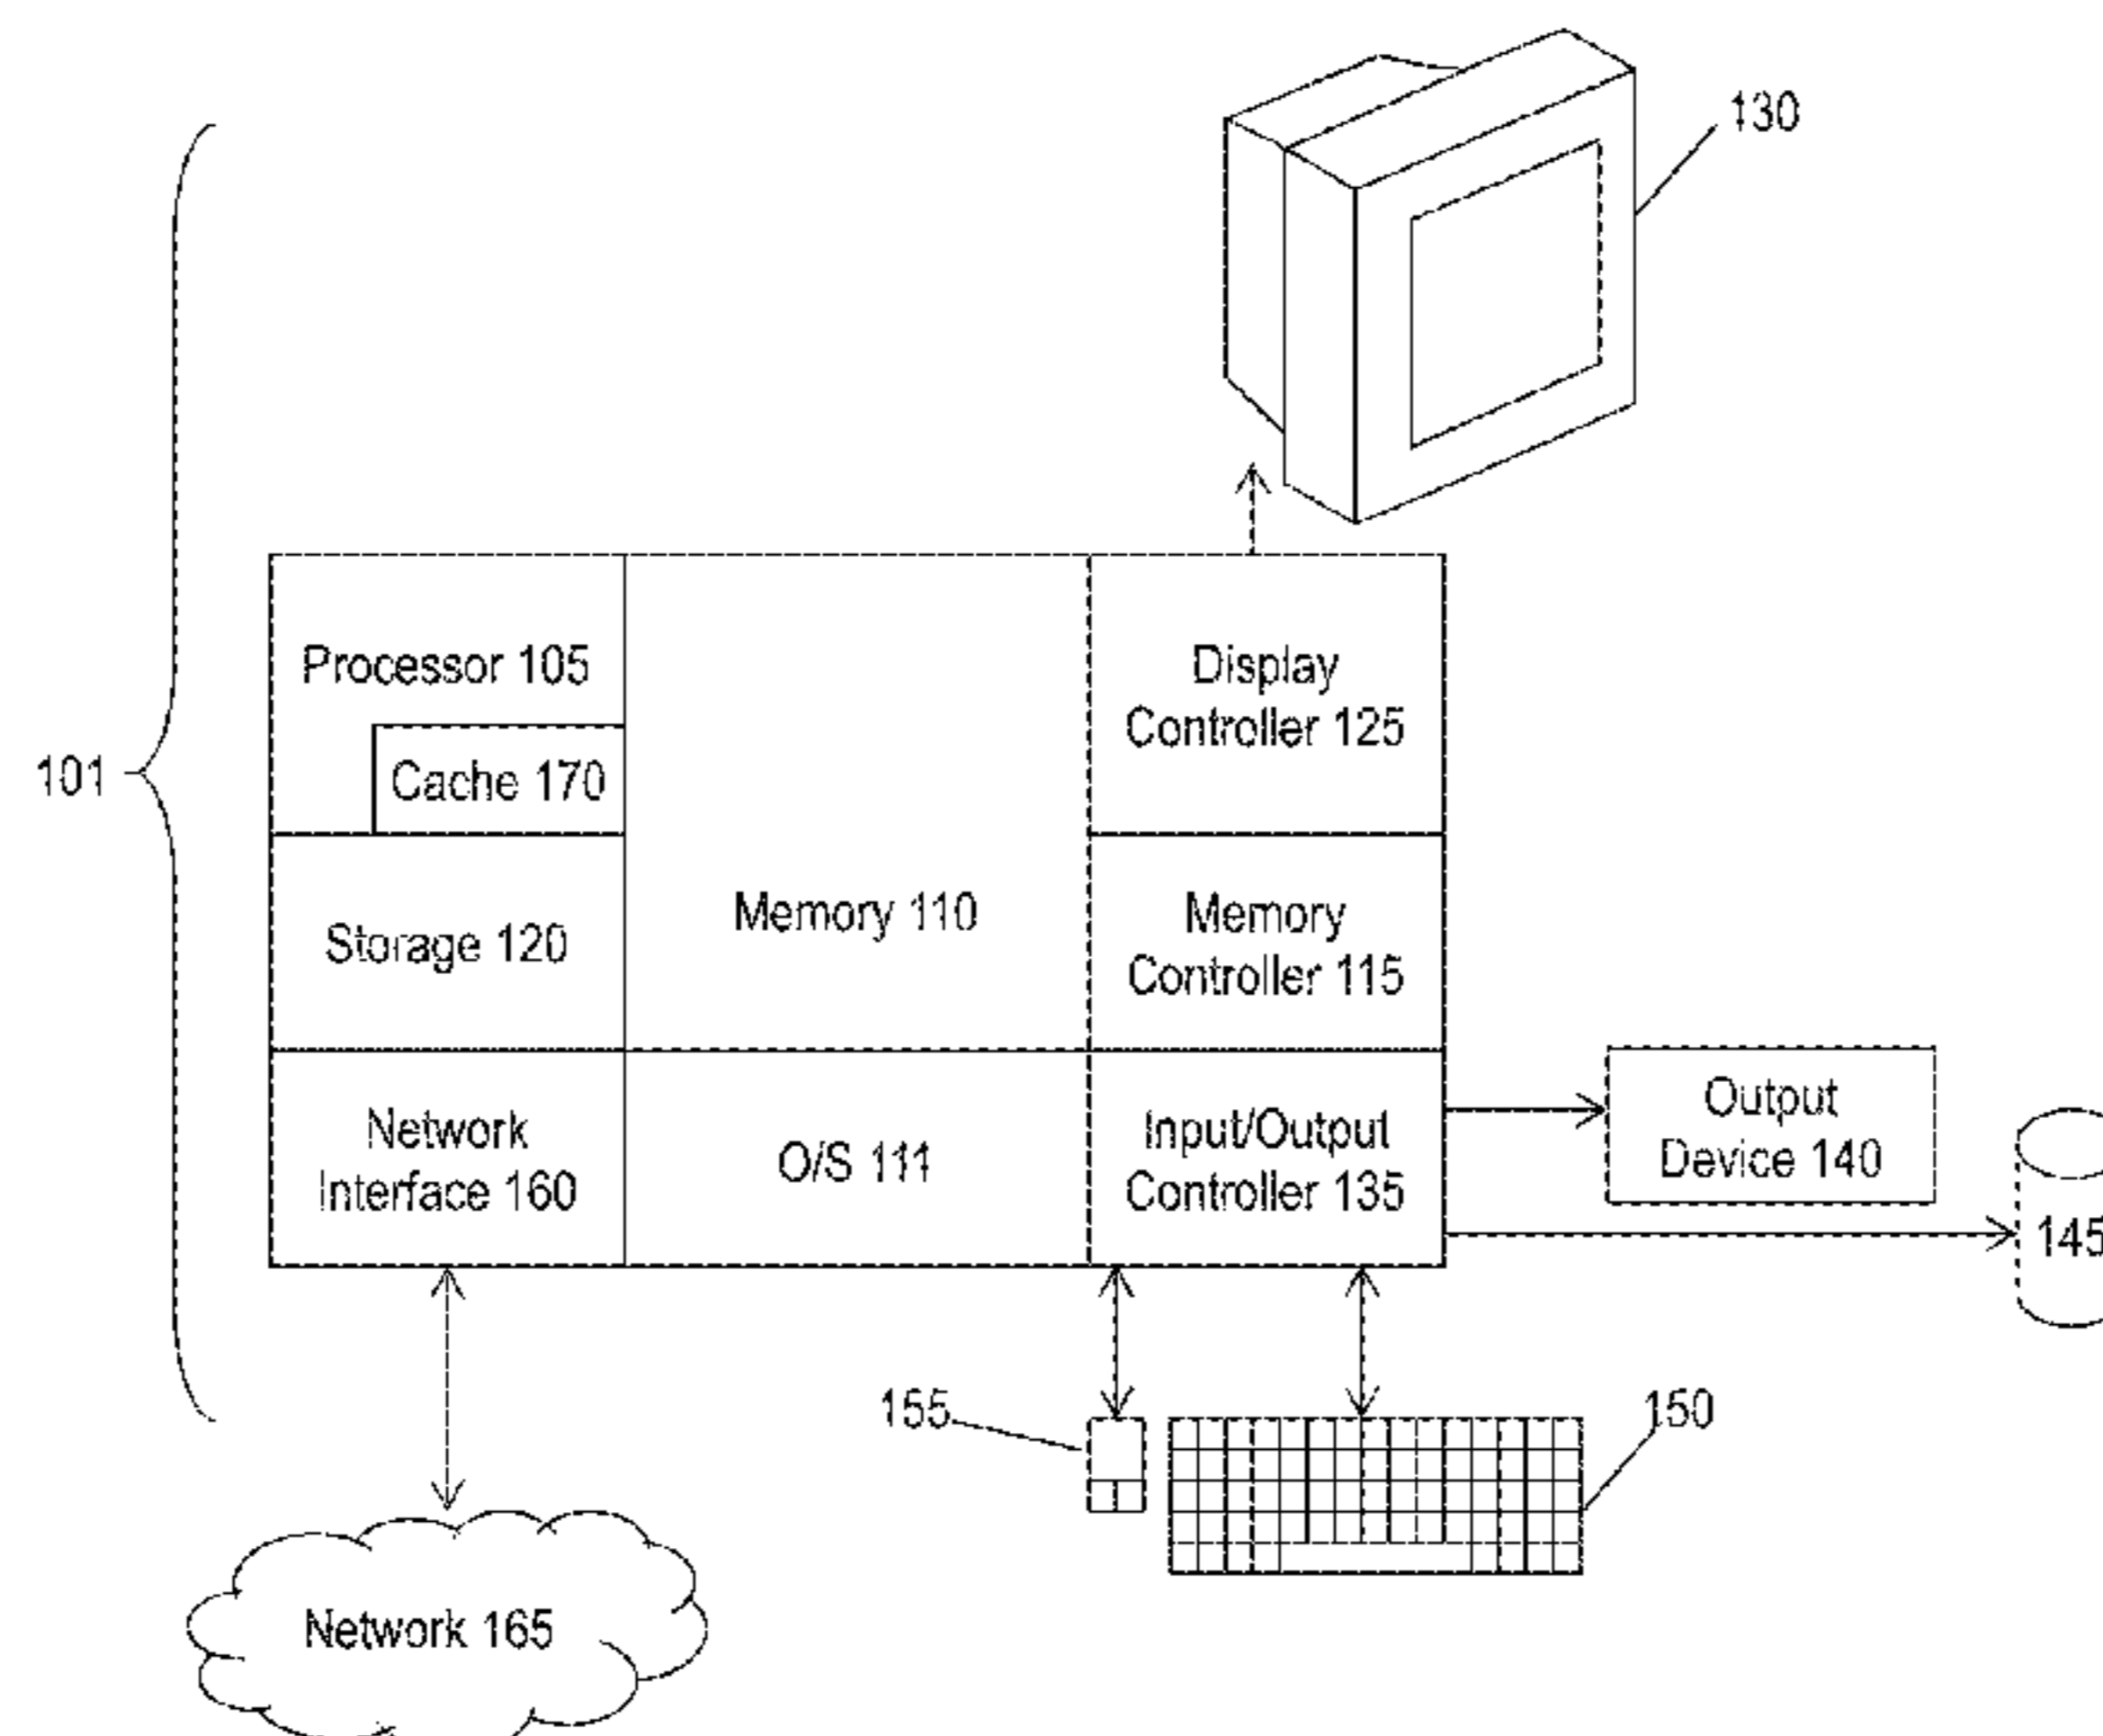 130
101
Processor 105
Cache 170
Display
Controller 125
Storage 120
Memory 110
Memory
Controller 115
Network
Interface 160
O/S 111
Input/Output
Controller 135
Output
Device 140
145
155
150
Network 165